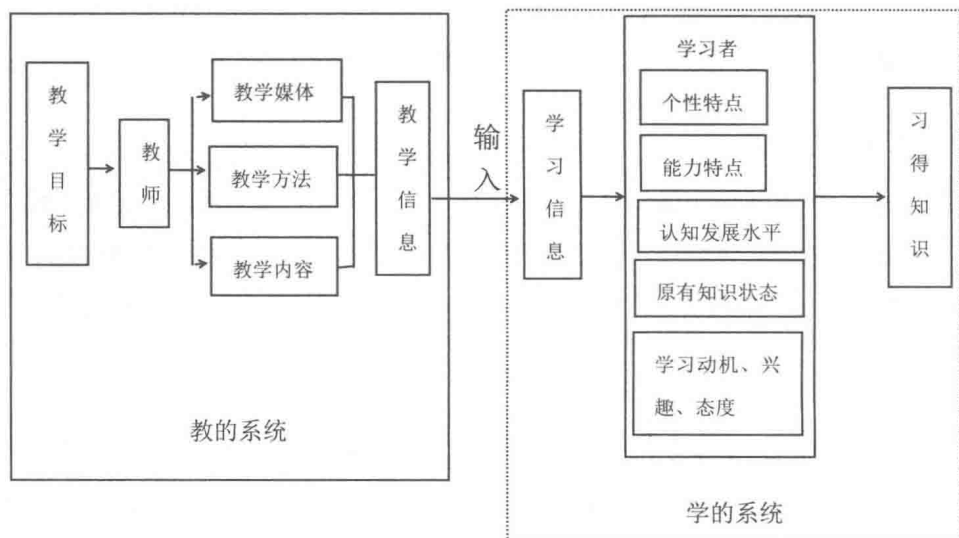 教学目标
教师
教学媒体
教学方法
教学内容
教学信息
教的系统
输入
学习信息
学习者
个性特点
能力特点
认知发展水平
原有知识状态
学习动机、兴
趣、态度
习得知识
学的系统